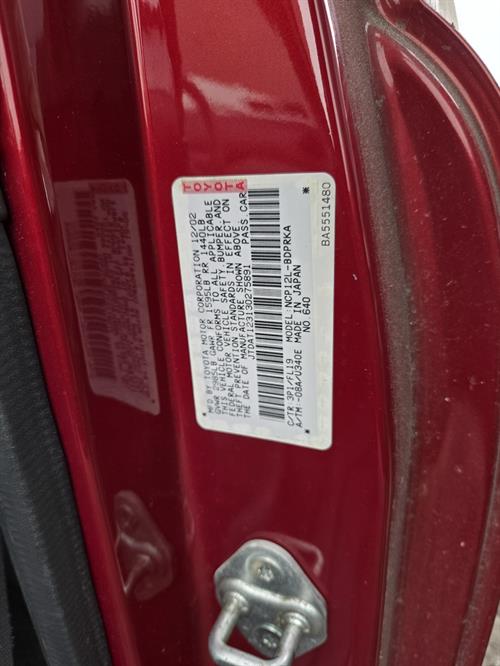 TOYOTA
MFD BY TOYOTA MOTOR CORPORATION 12/02
GVWR 2985LB GAWR FR 1595LB RR 1440LB
THIS VEHICLE CONFORMS TO ALL APPLICABLE
FEDERAL MOTOR VEHICLE SAFETY, BUMPER, AND
THEFT PREVENTION STANDARDS IN EFFECT ON
THE DATE OF MANUFACTURE SHOWN ABOVE.
JTDAT123130275891 PASS.CAR
C/TR:3P1/FL19 MODEL:NCP12L-BDPRKA
A/TM:-08A/U340E MADE IN JAPAN
NO.640
BA5551480